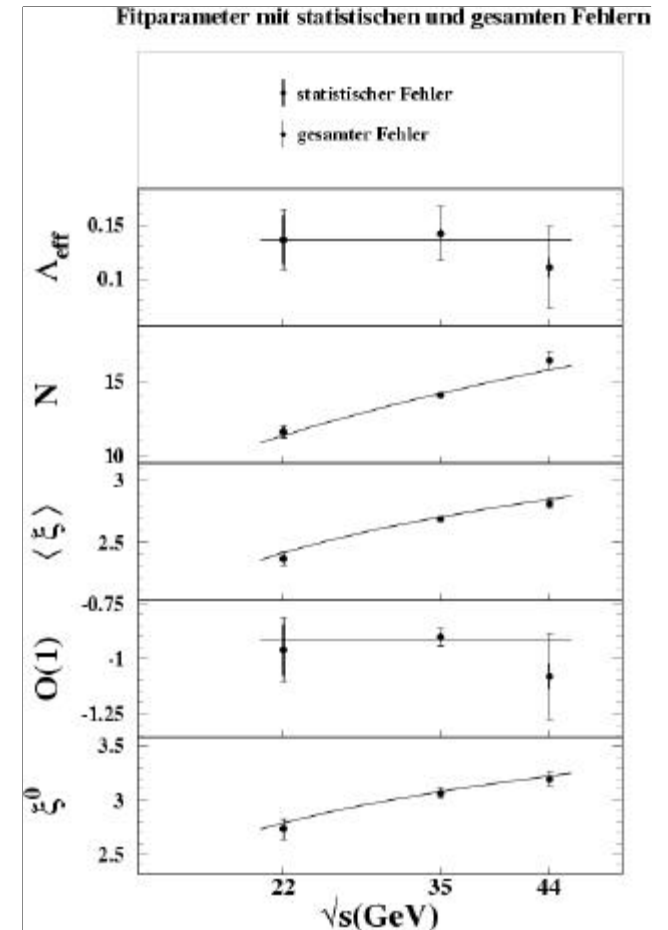 Fitparameter mit statistischen und gesamten Fehlern
statistischer Fehler
gesamter Fehler
Λeff
0.15
0.1
N
15
10
⟨ξ⟩
3
2.5
O(1)
-0.75
-1
-1.25
ξ⁰
3.5
3
2.5
22 35 44
√s(GeV)